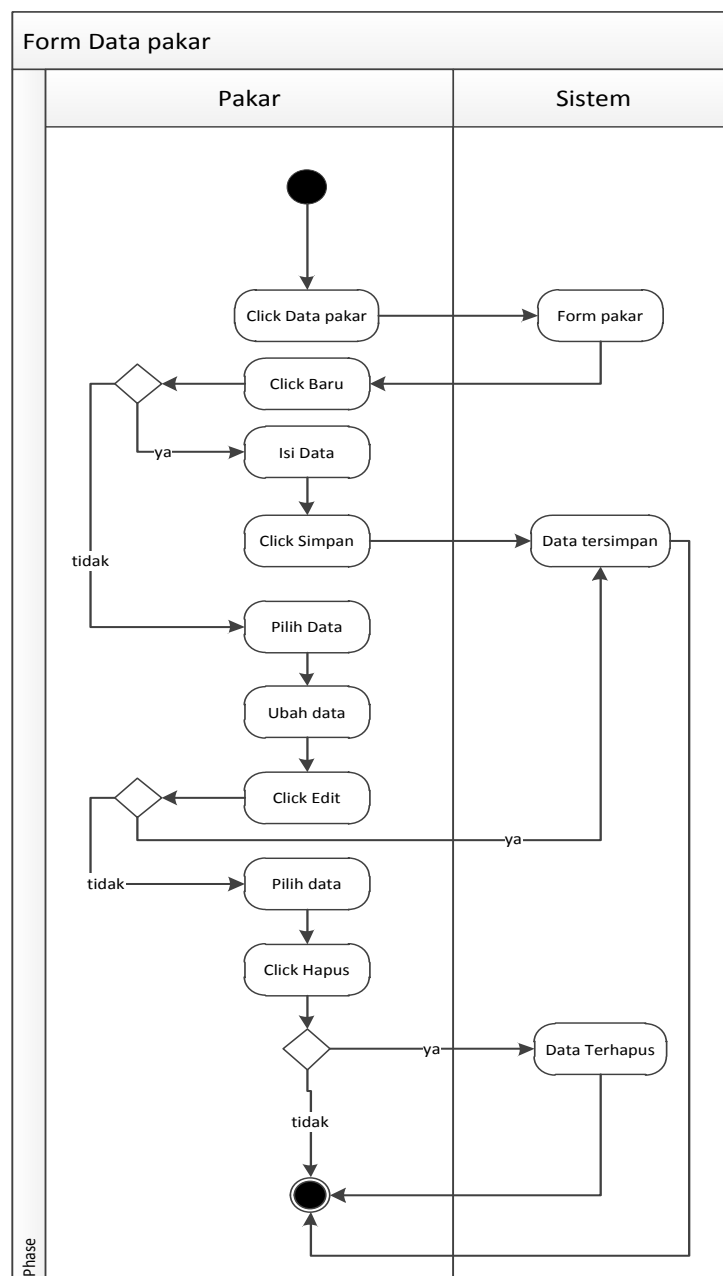 Form Data pakar
Pakar
Sistem
Click Data pakar
Form pakar
Click Baru
ya
Isi Data
Click Simpan
Data tersimpan
tidak
Pilih Data
Ubah data
Click Edit
ya
tidak
Pilih data
Click Hapus
ya
Data Terhapus
tidak
Phase